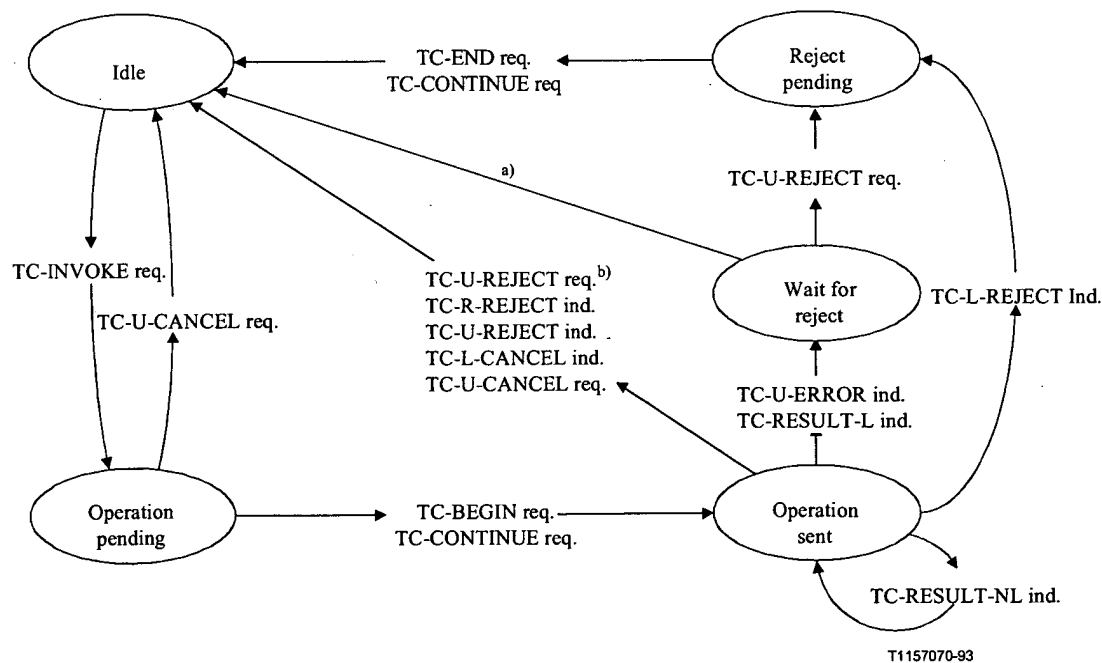 Idle
TC-END req.
TC-CONTINUE req
Reject
pending
a)
TC-U-REJECT req.
TC-INVOKE req.
TC-U-CANCEL req.
TC-U-REJECT req.b)
TC-R-REJECT ind.
TC-U-REJECT ind.
TC-L-CANCEL ind.
TC-U-CANCEL req.
Wait for
reject
TC-L-REJECT Ind.
TC-U-ERROR ind.
TC-RESULT-L ind.
Operation
pending
TC-BEGIN req.
TC-CONTINUE req.
Operation
sent
TC-RESULT-NL ind.
T1157070-93